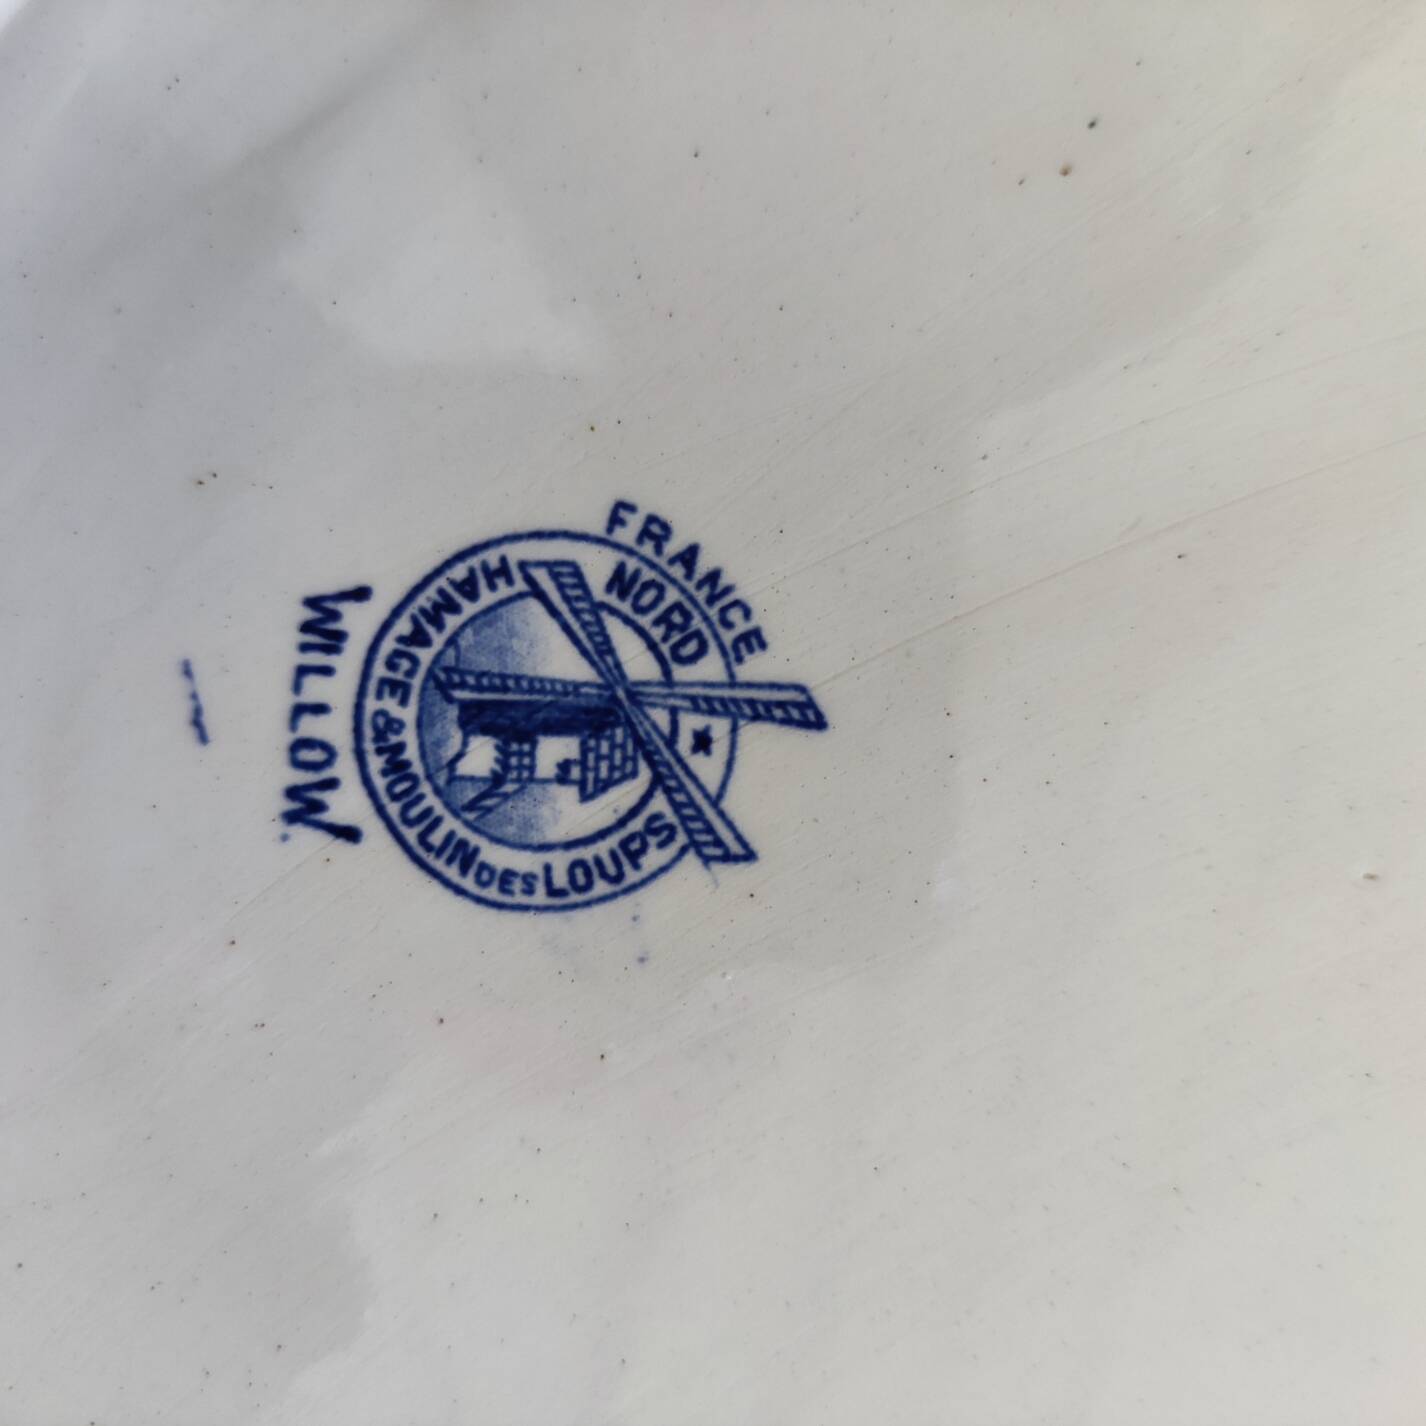 FRANCE
NORD
HAMAGE & MOULIN DES LOUPS
WILLOW